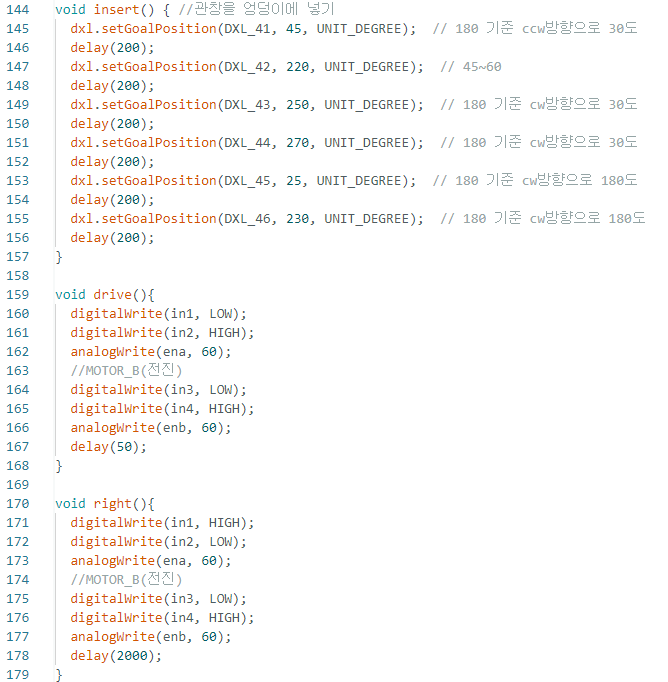 144 void insert() { //관창을 엉덩이에 넣기
145   dxl.setGoalPosition(DXL_41, 45, UNIT_DEGREE);  // 180 기준 ccw방향으로 30도
146   delay(200);
147   dxl.setGoalPosition(DXL_42, 220, UNIT_DEGREE);  // 45~60
148   delay(200);
149   dxl.setGoalPosition(DXL_43, 250, UNIT_DEGREE);  // 180 기준 cw방향으로 30도
150   delay(200);
151   dxl.setGoalPosition(DXL_44, 270, UNIT_DEGREE);  // 180 기준 cw방향으로 30도
152   delay(200);
153   dxl.setGoalPosition(DXL_45, 25, UNIT_DEGREE);  // 180 기준 cw방향으로 180도
154   delay(200);
155   dxl.setGoalPosition(DXL_46, 230, UNIT_DEGREE);  // 180 기준 cw방향으로 180도
156   delay(200);
157 }
158
159 void drive(){
160   digitalWrite(in1, LOW);
161   digitalWrite(in2, HIGH);
162   analogWrite(ena, 60);
163   //MOTOR_B(전진)
164   digitalWrite(in3, LOW);
165   digitalWrite(in4, HIGH);
166   analogWrite(enb, 60);
167   delay(50);
168 }
169
170 void right(){
171   digitalWrite(in1, HIGH);
172   digitalWrite(in2, LOW);
173   analogWrite(ena, 60);
174   //MOTOR_B(전진)
175   digitalWrite(in3, LOW);
176   digitalWrite(in4, HIGH);
177   analogWrite(enb, 60);
178   delay(2000);
179 }